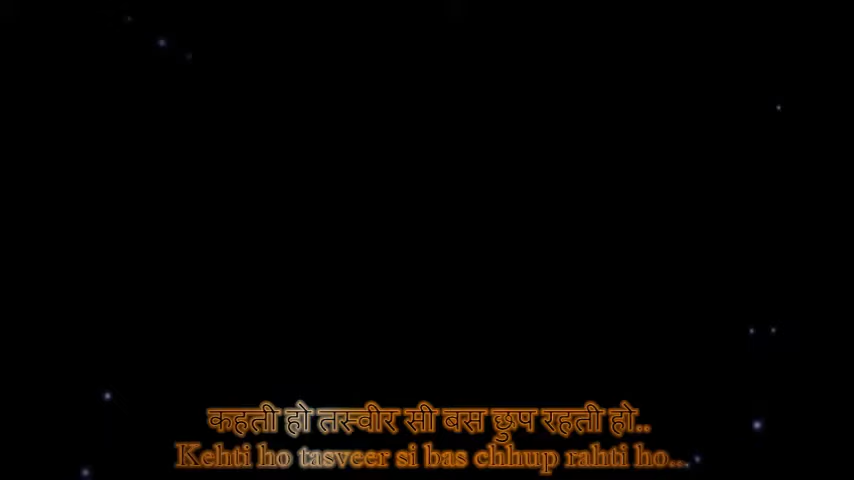 कहती हो तस्वीर सी बस छुप रहती हो..
Kehti ho tasveer si bas chhup rahti ho..